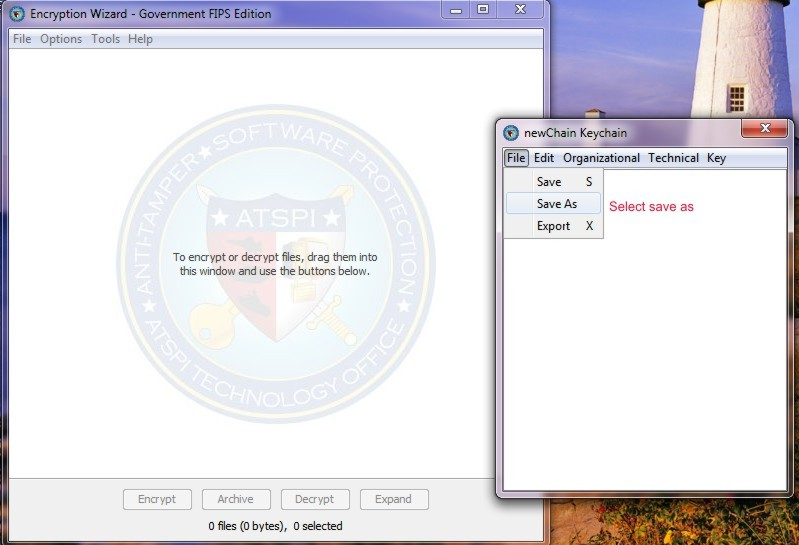 Encryption Wizard - Government FIPS Edition
File Options Tools Help
ANTI-TAMPER ★ SOFTWARE PROTECTION
★ ATSPI ★
ATSPI TECHNOLOGY OFFICE
To encrypt or decrypt files, drag them into
this window and use the buttons below.
Encrypt Archive Decrypt Expand
0 files (0 bytes), 0 selected
newChain Keychain
File Edit Organizational Technical Key
Save S
Save As
Export X
Select save as